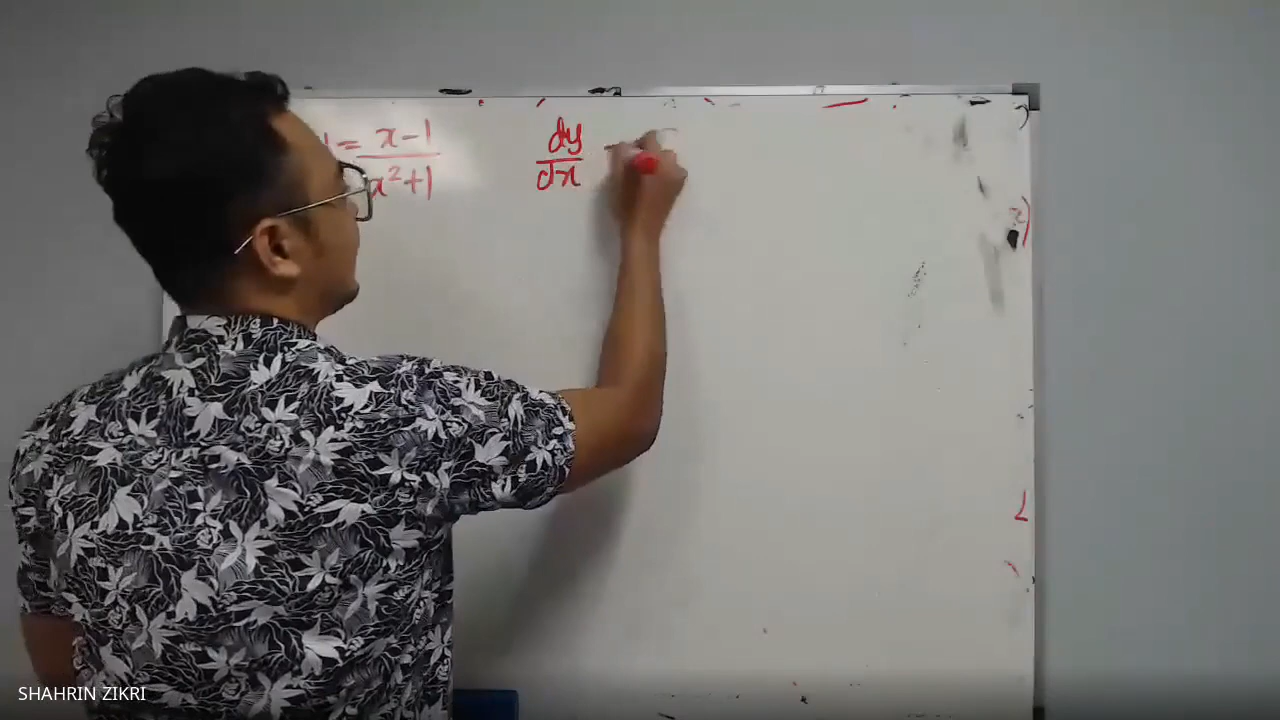 = x-1 / x²+1
dy/dx
SHAHRIN ZIKRI